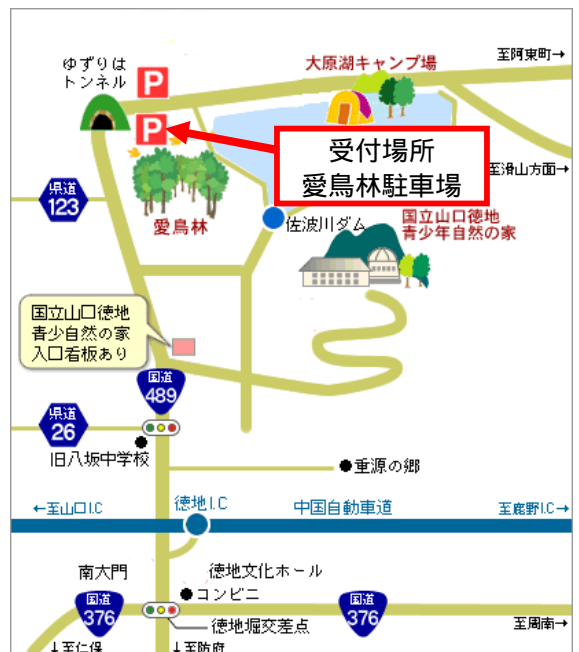 ゆずりは
トンネル
P
P
大原湖キャンプ場
至阿東町→
受付場所
愛鳥林駐車場
至滑山方面→
県道
123
愛鳥林
佐波川ダム
国立山口徳地
青少年自然の家
国立山口徳地
青少自然の家
入口看板あり
国道
489
県道
26
旧八坂中学校
重源の郷
←至山口I.C
徳地I.C
中国自動車道
至鹿野I.C→
南大門
徳地文化ホール
コンビニ
国道
376
国道
376
徳地堀交差点
至周南→
↓至仁保
↓至防府